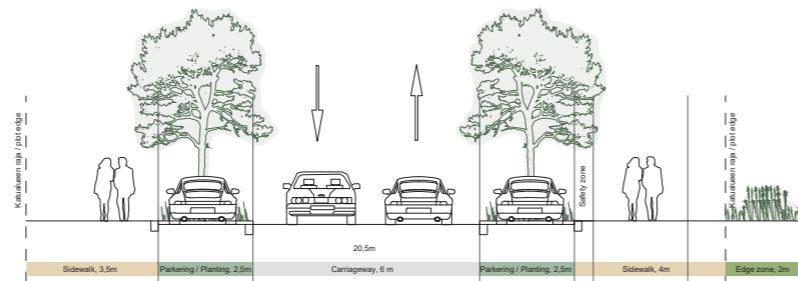 Katualueen raja / plot edge
Safety zone
Katualueen raja / plot edge
20,5m
Sidewalk, 3,5m
Parkering / Planting, 2,5m
Carriageway, 6 m
Parkering / Planting, 2,5m
Sidewalk, 4m
Edge zone, 2m